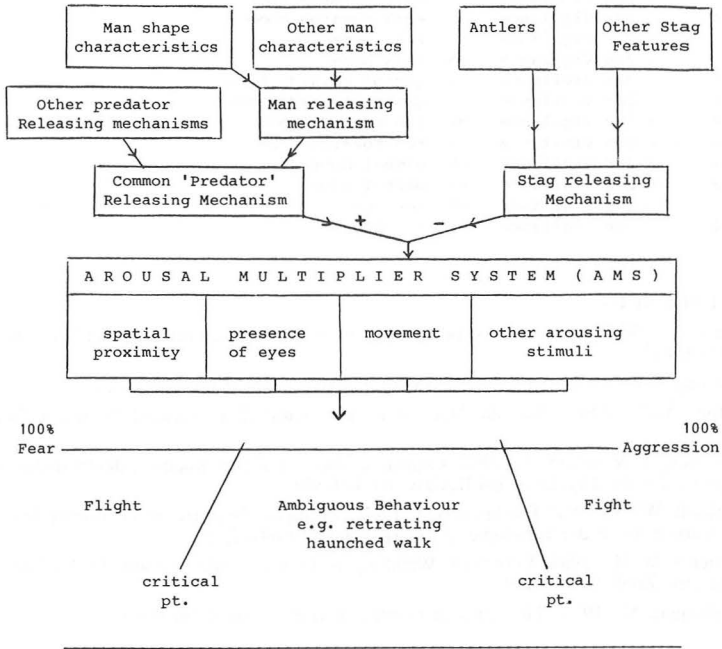 Man shape
characteristics
Other man
characteristics
Antlers
Other Stag
Features
Other predator
Releasing mechanisms
Man releasing
mechanism
Common 'Predator'
Releasing Mechanism
Stag releasing
Mechanism
+
-
A R O U S A L M U L T I P L I E R S Y S T E M ( A M S )
spatial
proximity
presence
of eyes
movement
other arousing
stimuli
100%
Fear
100%
Aggression
Flight
Ambiguous Behaviour
e.g. retreating
haunched walk
Fight
critical
pt.
critical
pt.